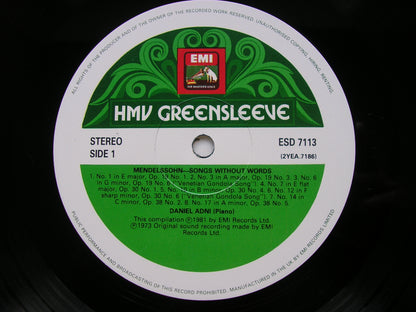 ALL RIGHTS OF THE PRODUCER AND OF THE OWNER OF THE RECORDED WORK RESERVED. UNAUTHORISED COPYING, HIRING, RENTING,
EMI
HIS MASTER'S VOICE
HMV GREENSLEEVE
STEREO
SIDE 1
ESD 7113
(2YEA.7186)
MENDELSSOHN—SONGS WITHOUT WORDS
1. No. 1 in E major, Op. 19 No. 1 2. No. 3 in A major, Op. 19 No. 3 3. No. 6
in G minor, Op. 19 No. 6 ("Venetian Gondola Song") 4. No. 7 in E flat
major, Op. 30 No. 1 5. No. 10 in B minor, Op. 30 No. 4 6. No. 12 in F
sharp minor, Op. 30 No. 6 ("Venetian Gondola Song") 7. No. 14 in
C minor, Op. 38 No. 2 8. No. 17 in A minor, Op. 38 No. 5
DANIEL ADNI (Piano)
This compilation ℗1981 by EMI Records Ltd.
℗1973 Original sound recording made by EMI
Records Ltd.
PUBLIC PERFORMANCE AND BROADCASTING OF THIS RECORD PROHIBITED. MANUFACTURED IN THE UK BY EMI RECORDS LIMITED